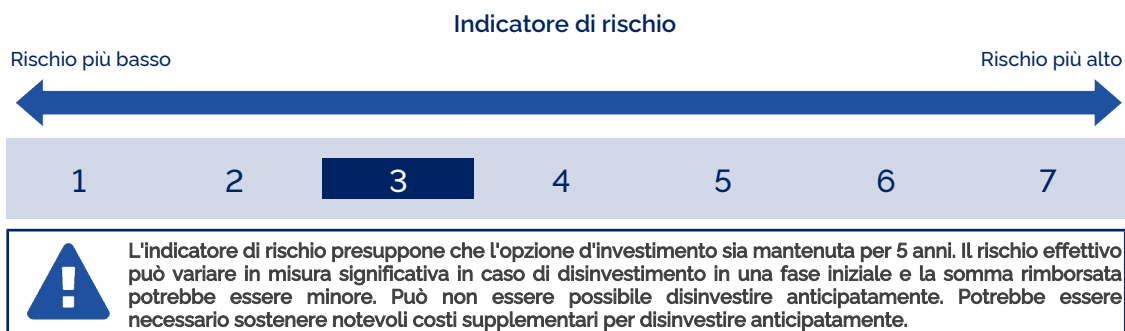 Indicatore di rischio
Rischio più basso Rischio più alto
1 2 3 4 5 6 7
L'indicatore di rischio presuppone che l'opzione d'investimento sia mantenuta per 5 anni. Il rischio effettivo
può variare in misura significativa in caso di disinvestimento in una fase iniziale e la somma rimborsata
potrebbe essere minore. Può non essere possibile disinvestire anticipatamente. Potrebbe essere
necessario sostenere notevoli costi supplementari per disinvestire anticipatamente.